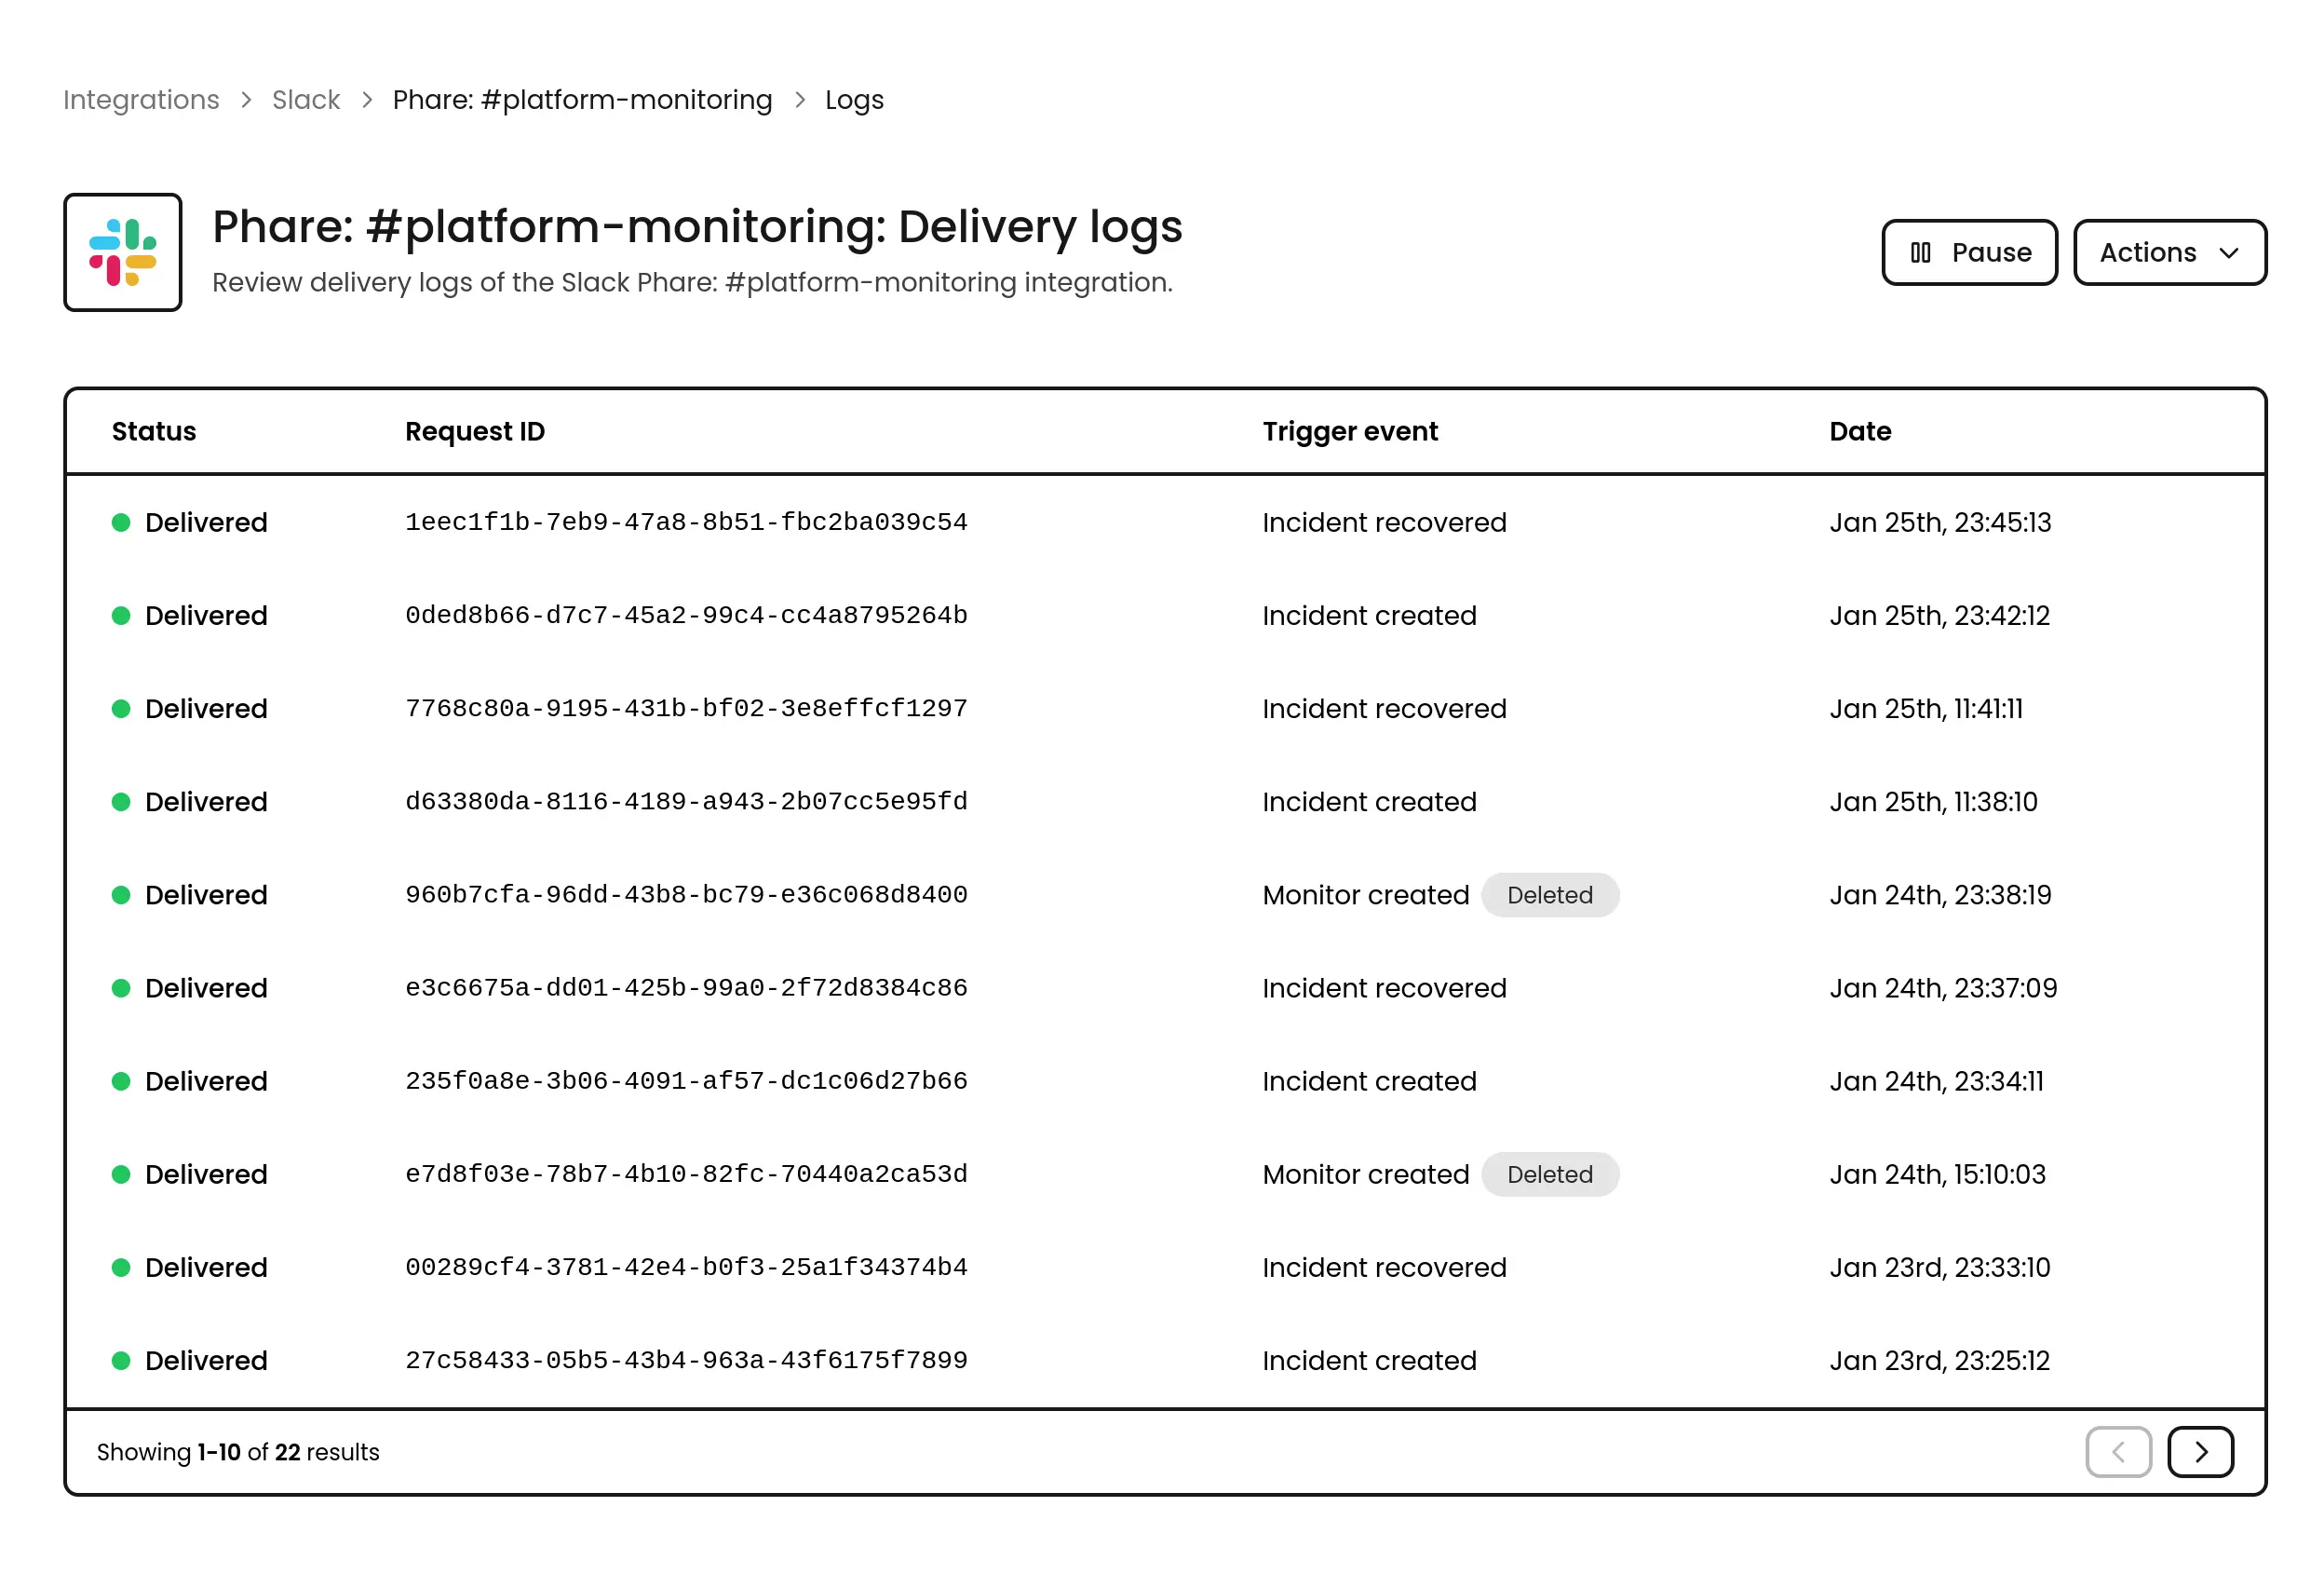 Integrations > Slack > Phare: #platform-monitoring > Logs
Phare: #platform-monitoring: Delivery logs
Review delivery logs of the Slack Phare: #platform-monitoring integration.
Pause Actions
Status Request ID Trigger event Date
Delivered 1eec1f1b-7eb9-47a8-8b51-fbc2ba039c54 Incident recovered Jan 25th, 23:45:13
Delivered 0ded8b66-d7c7-45a2-99c4-cc4a8795264b Incident created Jan 25th, 23:42:12
Delivered 7768c80a-9195-431b-bf02-3e8effcf1297 Incident recovered Jan 25th, 11:41:11
Delivered d63380da-8116-4189-a943-2b07cc5e95fd Incident created Jan 25th, 11:38:10
Delivered 960b7cfa-96dd-43b8-bc79-e36c068d8400 Monitor created Deleted Jan 24th, 23:38:19
Delivered e3c6675a-dd01-425b-99a0-2f72d8384c86 Incident recovered Jan 24th, 23:37:09
Delivered 235f0a8e-3b06-4091-af57-dc1c06d27b66 Incident created Jan 24th, 23:34:11
Delivered e7d8f03e-78b7-4b10-82fc-70440a2ca53d Monitor created Deleted Jan 24th, 15:10:03
Delivered 00289cf4-3781-42e4-b0f3-25a1f34374b4 Incident recovered Jan 23rd, 23:33:10
Delivered 27c58433-05b5-43b4-963a-43f6175f7899 Incident created Jan 23rd, 23:25:12
Showing 1-10 of 22 results